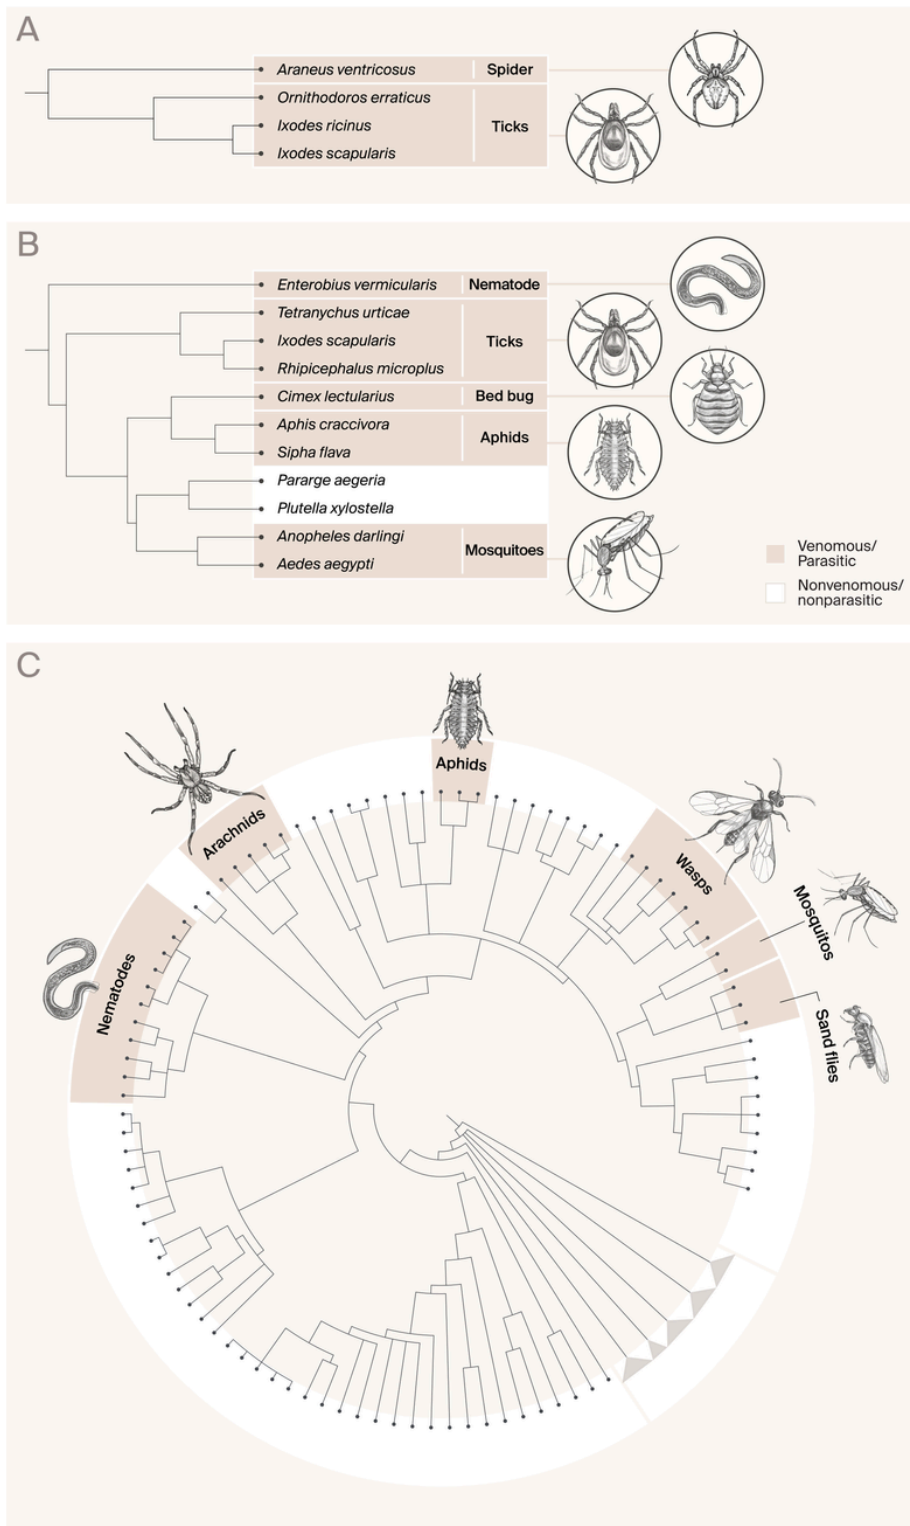 A
Araneus ventricosus
Spider
Ornithodoros erraticus
Ixodes ricinus
Ticks
Ixodes scapularis
B
Enterobius vermicularis
Nematode
Tetranychus urticae
Ixodes scapularis
Ticks
Rhipicephalus microplus
Cimex lectularius
Bed bug
Aphis craccivora
Aphids
Sipha flava
Pararge aegeria
Plutella xylostella
Anopheles darlingi
Mosquitoes
Aedes aegypti
Venomous/
Parasitic
Nonvenomous/
nonparasitic
C
Aphids
Arachnids
Wasps
Mosquitos
Nematodes
Sand flies